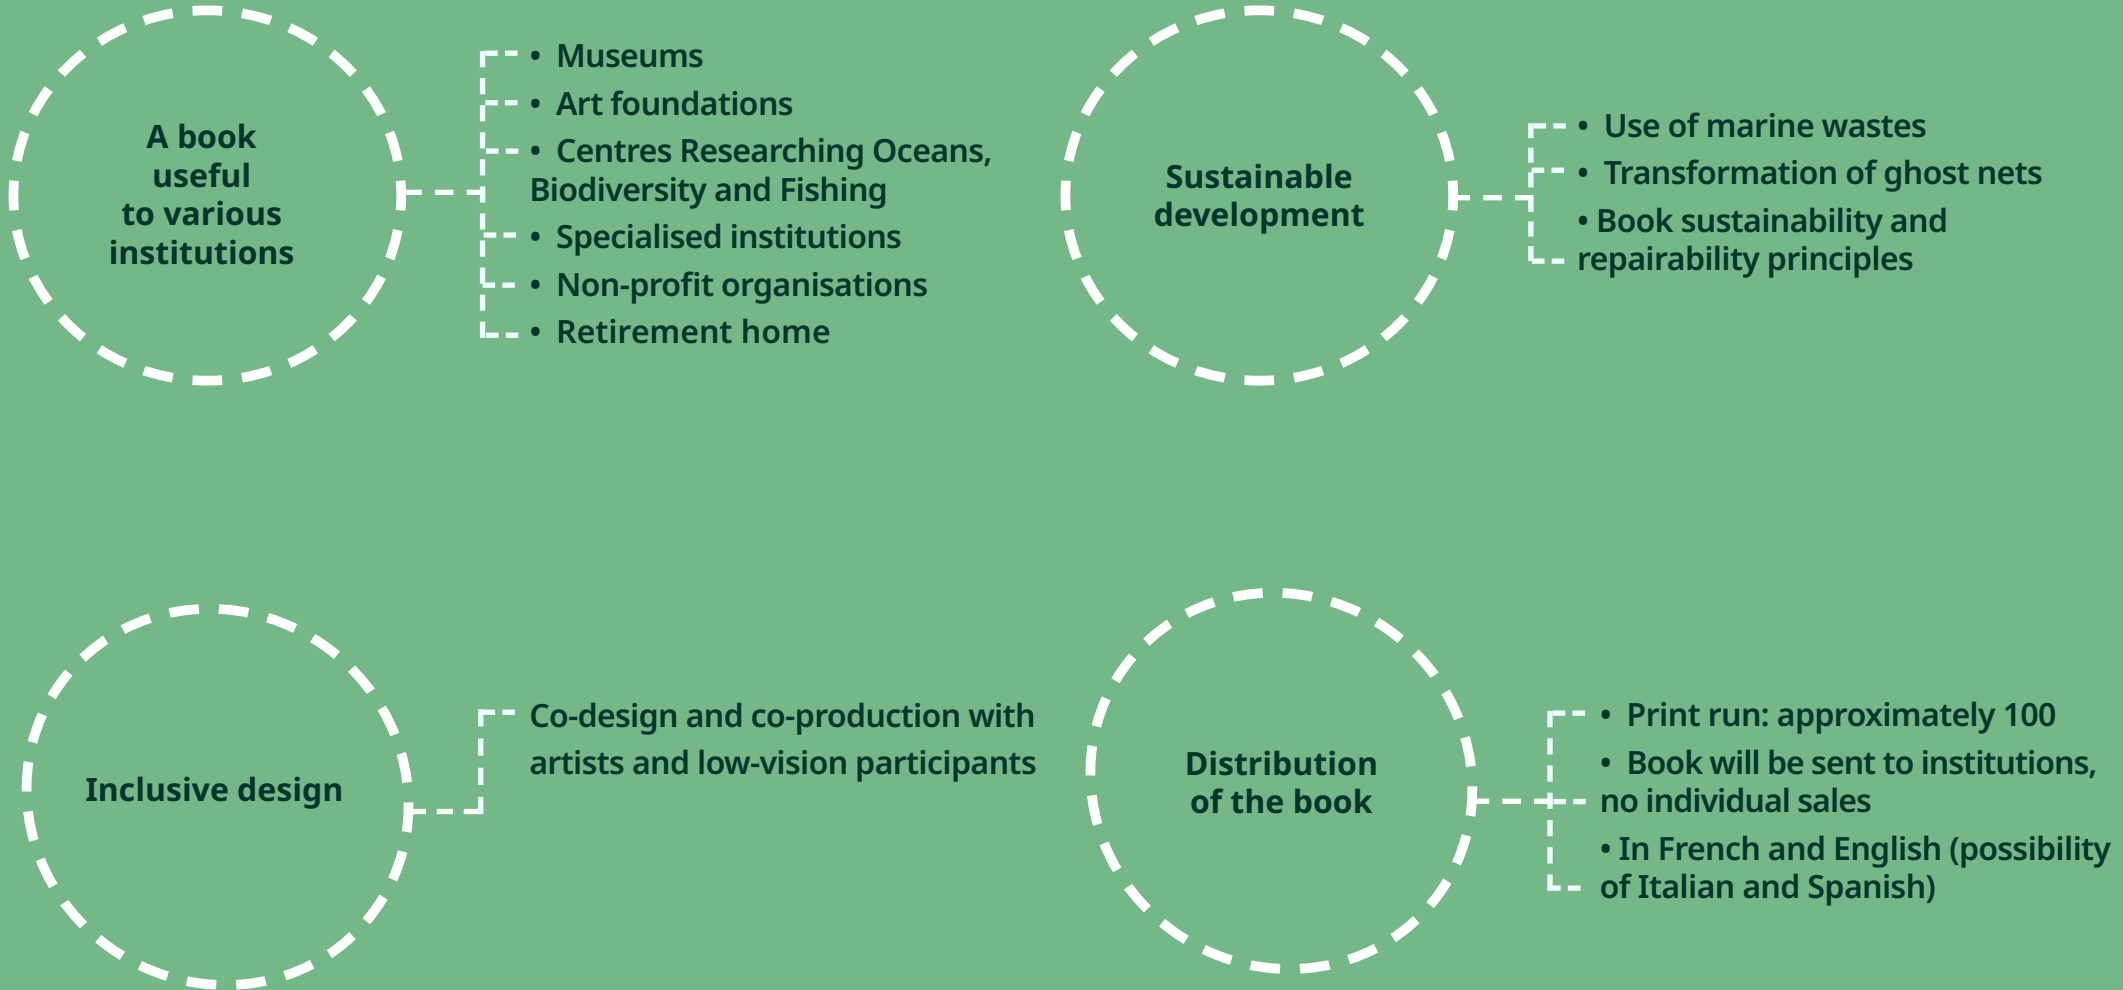 A book
useful
to various
institutions
• Museums
• Art foundations
• Centres Researching Oceans,
Biodiversity and Fishing
• Specialised institutions
• Non-profit organisations
• Retirement home
Sustainable
development
• Use of marine wastes
• Transformation of ghost nets
• Book sustainability and
repairability principles
Inclusive design
Co-design and co-production with
artists and low-vision participants
Distribution
of the book
• Print run: approximately 100
• Book will be sent to institutions,
no individual sales
• In French and English (possibility
of Italian and Spanish)